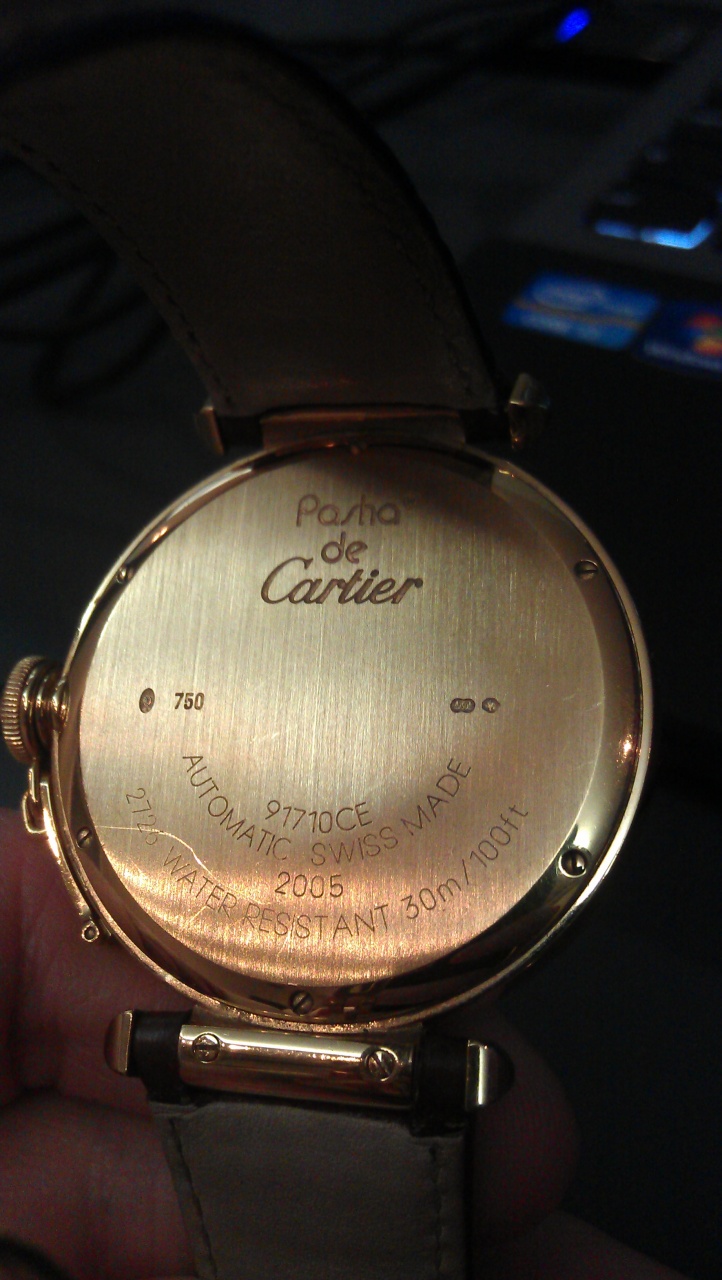 Pasha
de
Cartier
750
91710CE
AUTOMATIC SWISS MADE
2005
WATER RESISTANT 30m/100ft